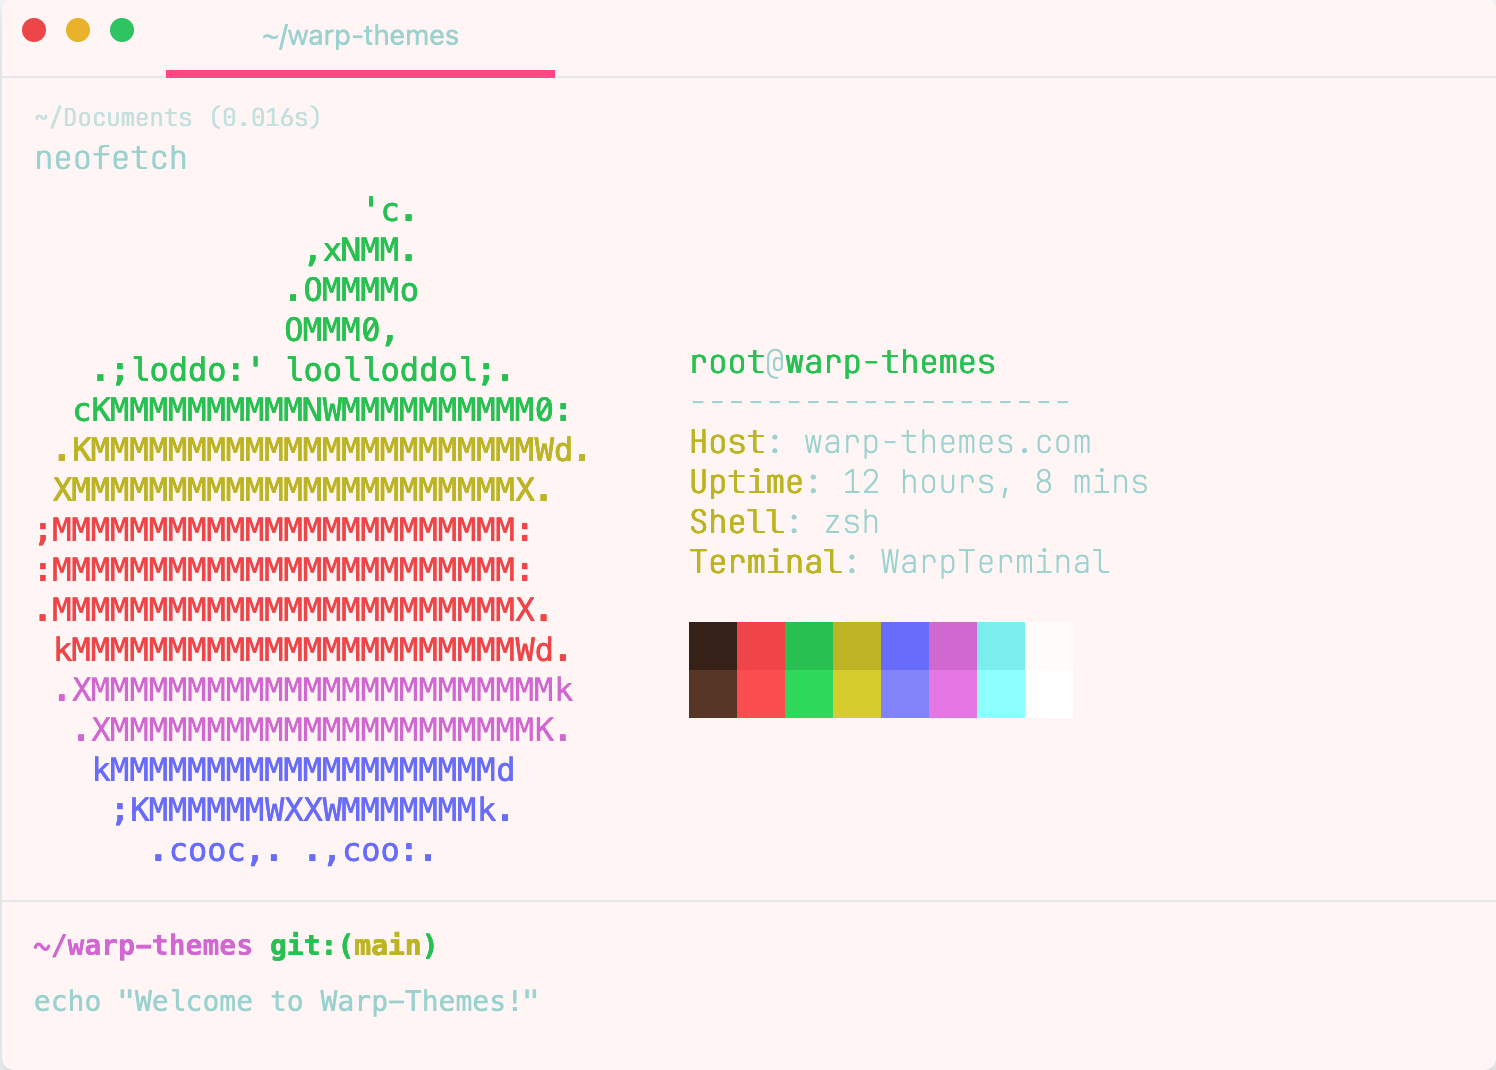 ~/warp-themes
~/Documents (0.016s)
neofetch
'c.
,xNMM.
.OMMMMo
OMMM0,
.;loddo:' loolloddol;.
cKMMMMMMMMMMNWMMMMMMMMMM0:
.KMMMMMMMMMMMMMMMMMMMMMMMWd.
XMMMMMMMMMMMMMMMMMMMMMMMX.
;MMMMMMMMMMMMMMMMMMMMMMMM:
:MMMMMMMMMMMMMMMMMMMMMMMM:
.MMMMMMMMMMMMMMMMMMMMMMMMX.
kMMMMMMMMMMMMMMMMMMMMMMMWd.
.XMMMMMMMMMMMMMMMMMMMMMMMMk
.XMMMMMMMMMMMMMMMMMMMMMMK.
kMMMMMMMMMMMMMMMMMMMMd
;KMMMMMMWXXWMMMMMMMk.
.cooc,. .,coo:.
root@warp-themes
--------------------
Host: warp-themes.com
Uptime: 12 hours, 8 mins
Shell: zsh
Terminal: WarpTerminal
~/warp-themes git:(main)
echo "Welcome to Warp-Themes!"